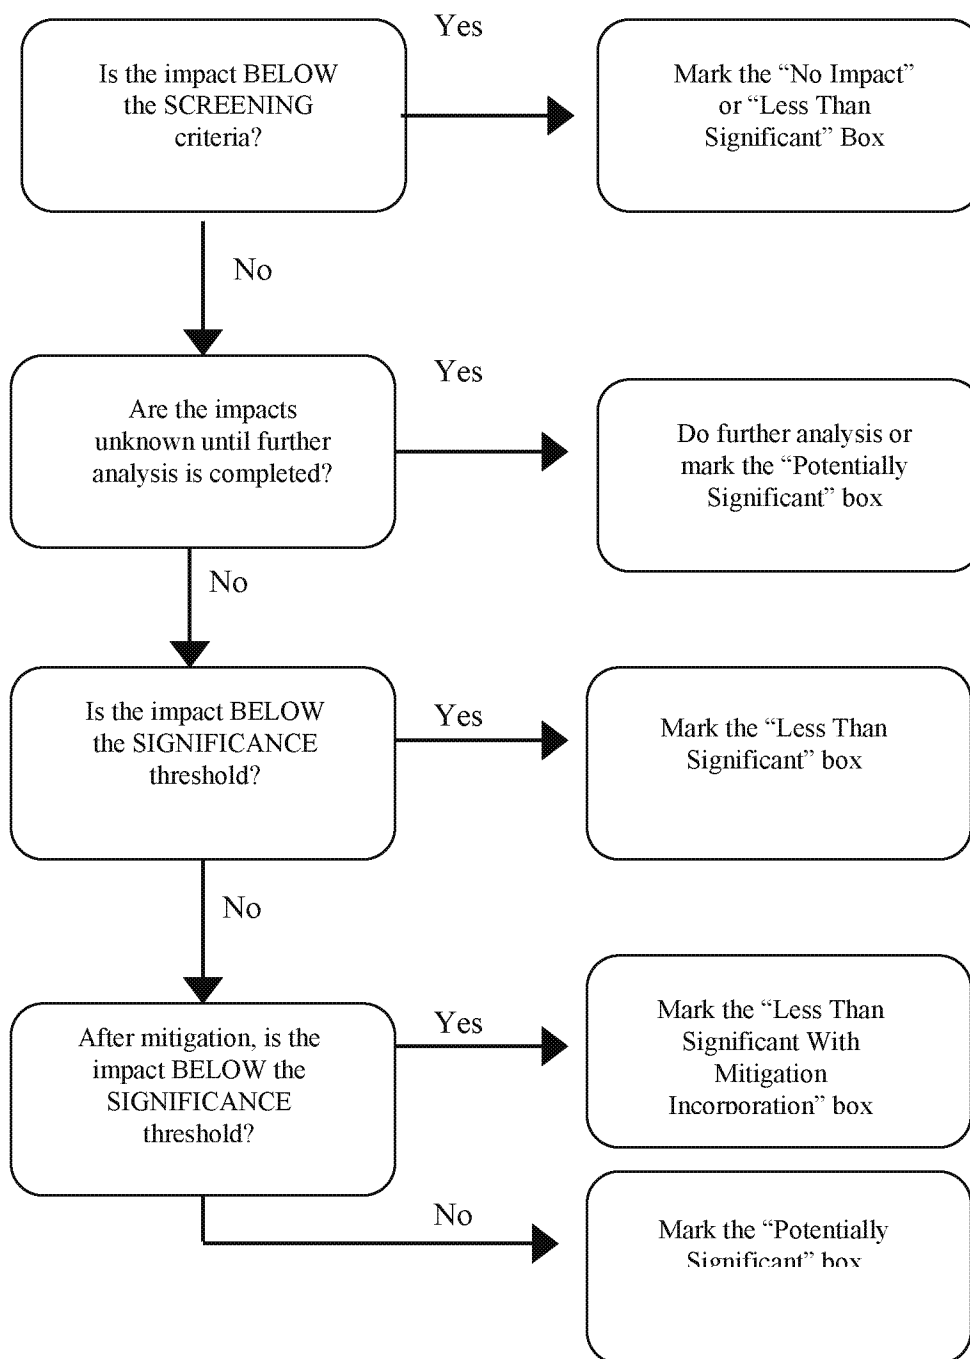 Yes
Is the impact BELOW
the SCREENING
criteria?
Mark the “No Impact”
or “Less Than
Significant” Box
No
Yes
Are the impacts
unknown until further
analysis is completed?
Do further analysis or
mark the “Potentially
Significant” box
No
Is the impact BELOW
the SIGNIFICANCE
threshold?
Yes
Mark the “Less Than
Significant” box
No
After mitigation, is the
impact BELOW the
SIGNIFICANCE
threshold?
Yes
Mark the “Less Than
Significant With
Mitigation
Incorporation” box
No
Mark the “Potentially
Significant” box